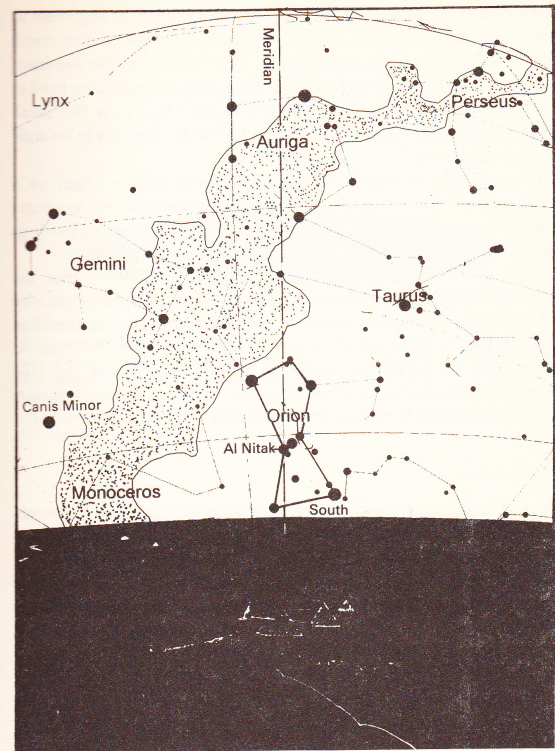 Meridian
Lynx
Perseus
Auriga
Gemini
Taurus
Canis Minor
Orion
Al Nitak
Monoceros
South